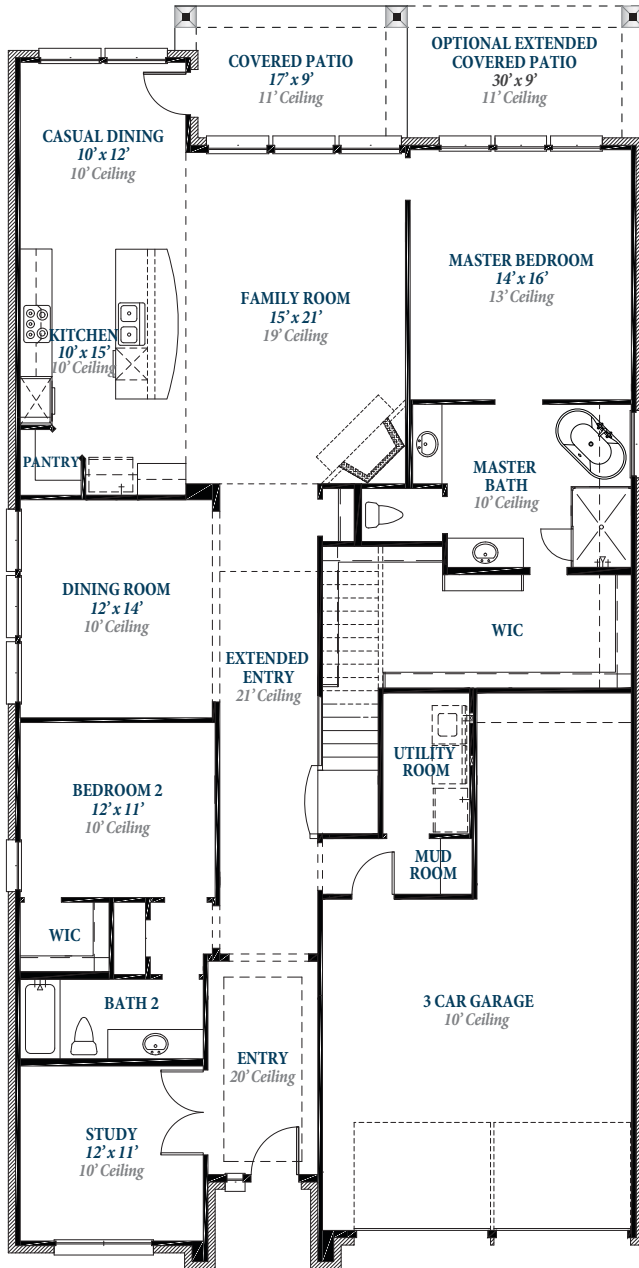 COVERED PATIO
17' x 9'
11' Ceiling
OPTIONAL EXTENDED
COVERED PATIO
30' x 9'
11' Ceiling
CASUAL DINING
10' x 12'
10' Ceiling
MASTER BEDROOM
14' x 16'
13' Ceiling
FAMILY ROOM
15' x 21'
19' Ceiling
KITCHEN
10' x 15'
10' Ceiling
PANTRY
MASTER
BATH
10' Ceiling
DINING ROOM
12' x 14'
10' Ceiling
WIC
EXTENDED
ENTRY
21' Ceiling
UTILITY
ROOM
BEDROOM 2
12' x 11'
10' Ceiling
MUD
ROOM
WIC
BATH 2
3 CAR GARAGE
10' Ceiling
ENTRY
20' Ceiling
STUDY
12' x 11'
10' Ceiling